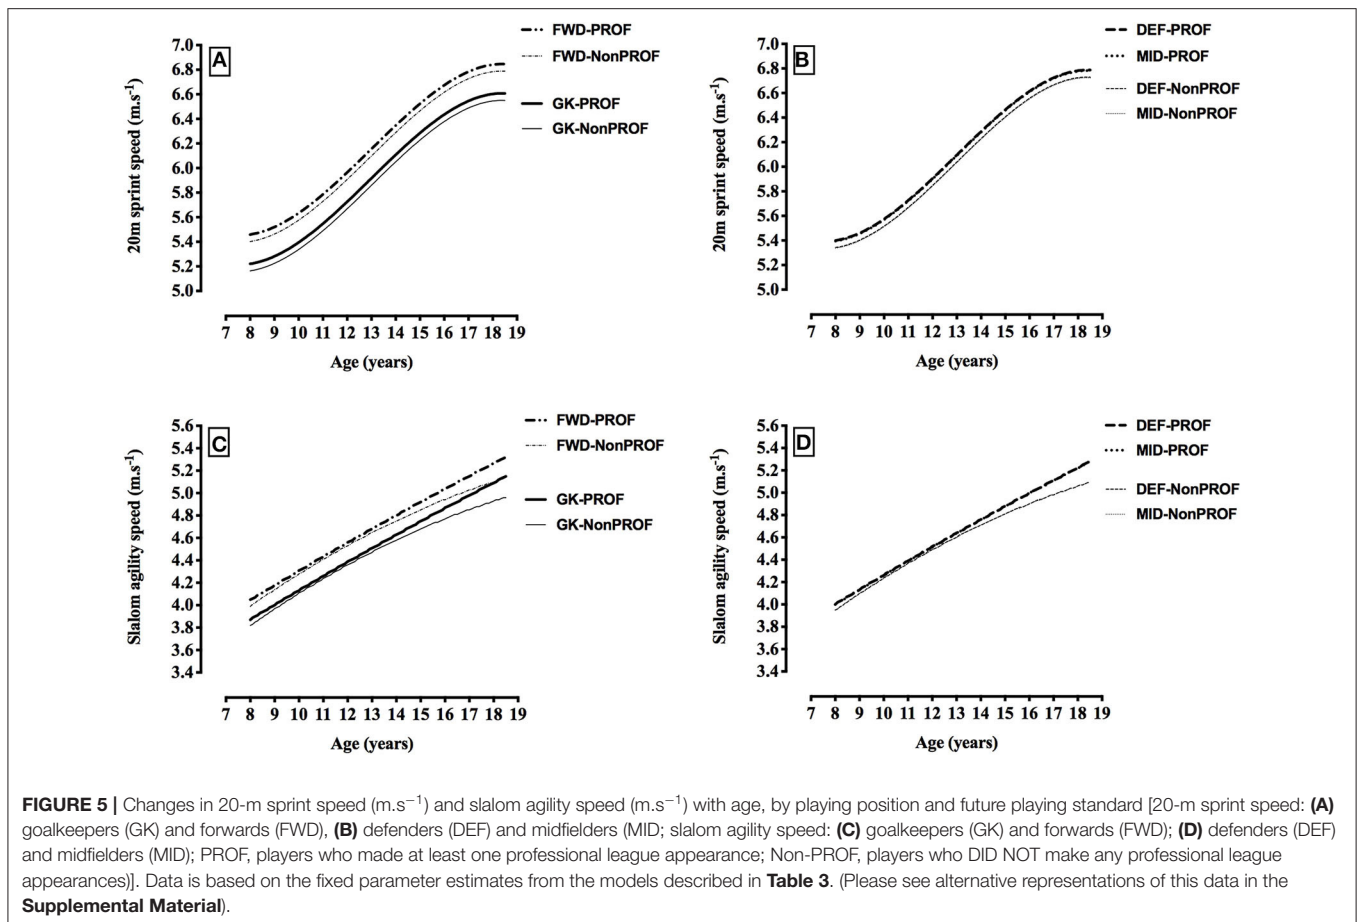 A
7.0
6.8
6.6
6.4
6.2
6.0
5.8
5.6
5.4
5.2
5.0
20m sprint speed (m.s⁻¹)
7 8 9 10 11 12 13 14 15 16 17 18 19
Age (years)
FWD-PROF
FWD-NonPROF
GK-PROF
GK-NonPROF
B
7.0
6.8
6.6
6.4
6.2
6.0
5.8
5.6
5.4
5.2
5.0
20m sprint speed (m.s⁻¹)
7 8 9 10 11 12 13 14 15 16 17 18 19
Age (years)
DEF-PROF
MID-PROF
DEF-NonPROF
MID-NonPROF
C
5.6
5.4
5.2
5.0
4.8
4.6
4.4
4.2
4.0
3.8
3.6
3.4
Slalom agility speed (m.s⁻¹)
7 8 9 10 11 12 13 14 15 16 17 18 19
Age (years)
FWD-PROF
FWD-NonPROF
GK-PROF
GK-NonPROF
D
5.6
5.4
5.2
5.0
4.8
4.6
4.4
4.2
4.0
3.8
3.6
3.4
Slalom agility speed (m.s⁻¹)
7 8 9 10 11 12 13 14 15 16 17 18 19
Age (years)
DEF-PROF
MID-PROF
DEF-NonPROF
MID-NonPROF
FIGURE 5 | Changes in 20-m sprint speed (m.s⁻¹) and slalom agility speed (m.s⁻¹) with age, by playing position and future playing standard [20-m sprint speed: (A)
goalkeepers (GK) and forwards (FWD), (B) defenders (DEF) and midfielders (MID; slalom agility speed: (C) goalkeepers (GK) and forwards (FWD); (D) defenders (DEF)
and midfielders (MID); PROF, players who made at least one professional league appearance; Non-PROF, players who DID NOT make any professional league
appearances)]. Data is based on the fixed parameter estimates from the models described in Table 3. (Please see alternative representations of this data in the
Supplemental Material).